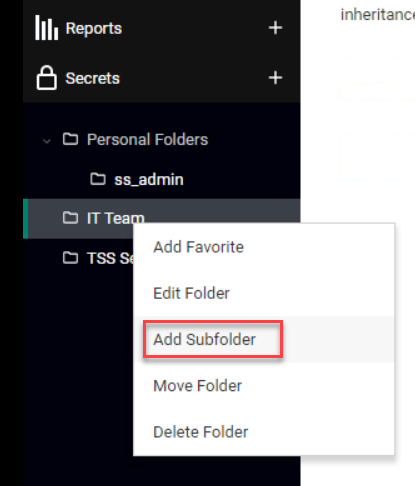 inheritance
Reports +
Secrets +
Personal Folders
ss_admin
IT Team
TSS
Add Favorite
Edit Folder
Add Subfolder
Move Folder
Delete Folder